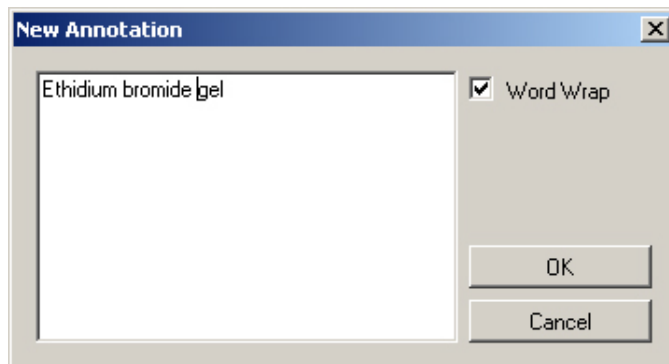 New Annotation
Ethidium bromide gel
Word Wrap
OK
Cancel